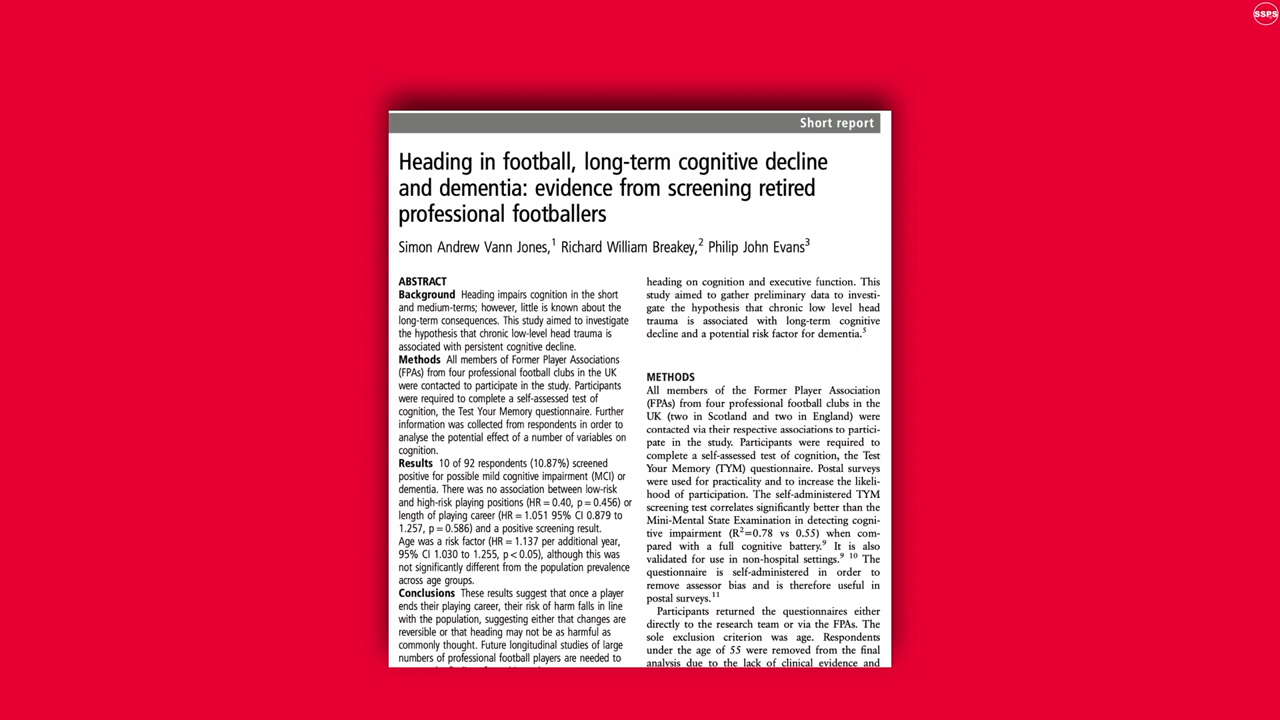 SSPS
Short report
Heading in football, long-term cognitive decline
and dementia: evidence from screening retired
professional footballers
Simon Andrew Vann Jones,1 Richard William Breakey,2 Philip John Evans3
ABSTRACT
Background Heading impairs cognition in the short
and medium-terms; however, little is known about the
long-term consequences. This study aimed to investigate
the hypothesis that chronic low-level head trauma is
associated with persistent cognitive decline.
Methods All members of Former Player Associations
(FPAs) from four professional football clubs in the UK
were contacted to participate in the study. Participants
were required to complete a self-assessed test of
cognition, the Test Your Memory questionnaire. Further
information was collected from respondents in order to
analyse the potential effect of a number of variables on
cognition.
Results 10 of 92 respondents (10.87%) screened
positive for possible mild cognitive impairment (MCI) or
dementia. There was no association between low-risk
and high-risk playing positions (HR=0.40, p=0.456) or
length of playing career (HR=1.051 95% CI 0.879 to
1.257, p=0.586) and a positive screening result.
Age was a risk factor (HR=1.137 per additional year,
95% CI 1.030 to 1.255, p<0.05), although this was
not significantly different from the population prevalence
across age groups.
Conclusions These results suggest that once a player
ends their playing career, their risk of harm falls in line
with the population, suggesting either that changes are
reversible or that heading may not be as harmful as
commonly thought. Future longitudinal studies of large
numbers of professional football players are needed to
heading on cognition and executive function. This
study aimed to gather preliminary data to investi-
gate the hypothesis that chronic low level head
trauma is associated with long-term cognitive
decline and a potential risk factor for dementia.5
METHODS
All members of the Former Player Association
(FPAs) from four professional football clubs in the
UK (two in Scotland and two in England) were
contacted via their respective associations to partici-
pate in the study. Participants were required to
complete a self-assessed test of cognition, the Test
Your Memory (TYM) questionnaire. Postal surveys
were used for practicality and to increase the likeli-
hood of participation. The self-administered TYM
screening test correlates significantly better than the
Mini-Mental State Examination in detecting cogni-
tive impairment (R2=0.78 vs 0.55) when com-
pared with a full cognitive battery.9 It is also
validated for use in non-hospital settings.9 10 The
questionnaire is self-administered in order to
remove assessor bias and is therefore useful in
postal surveys.11
Participants returned the questionnaires either
directly to the research team or via the FPAs. The
sole exclusion criterion was age. Respondents
under the age of 55 were removed from the final
analysis due to the lack of clinical evidence and